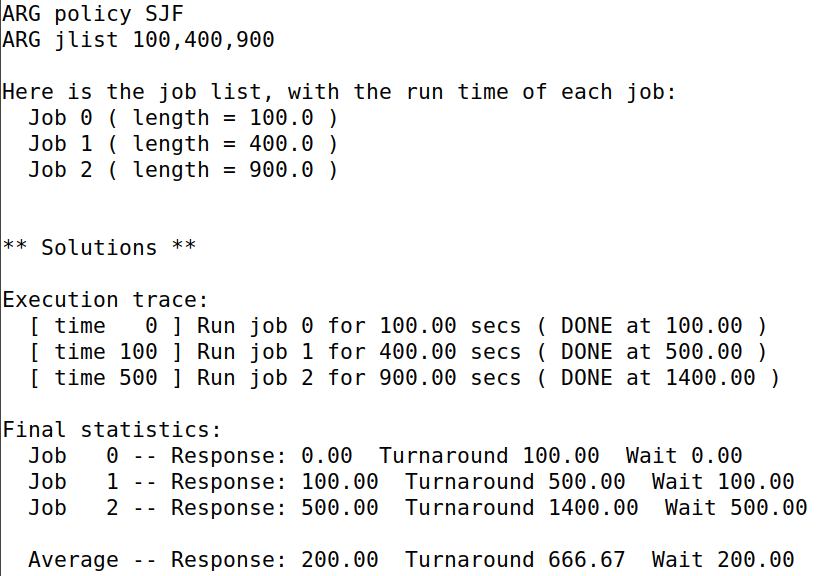 ARG policy SJF
ARG jlist 100,400,900

Here is the job list, with the run time of each job:
  Job 0 ( length = 100.0 )
  Job 1 ( length = 400.0 )
  Job 2 ( length = 900.0 )


** Solutions **

Execution trace:
  [ time   0 ] Run job 0 for 100.00 secs ( DONE at 100.00 )
  [ time 100 ] Run job 1 for 400.00 secs ( DONE at 500.00 )
  [ time 500 ] Run job 2 for 900.00 secs ( DONE at 1400.00 )

Final statistics:
  Job   0 -- Response: 0.00  Turnaround 100.00  Wait 0.00
  Job   1 -- Response: 100.00  Turnaround 500.00  Wait 100.00
  Job   2 -- Response: 500.00  Turnaround 1400.00  Wait 500.00

  Average -- Response: 200.00  Turnaround 666.67  Wait 200.00